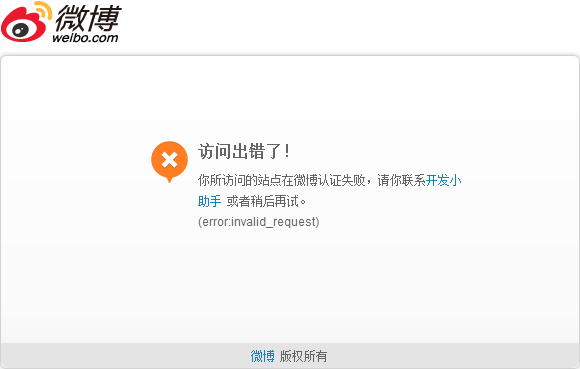 微博
weibo.com
访问出错了！
你所访问的站点在微博认证失败，请你联系开发小
助手 或者稍后再试。
(error:invalid_request)
微博 版权所有